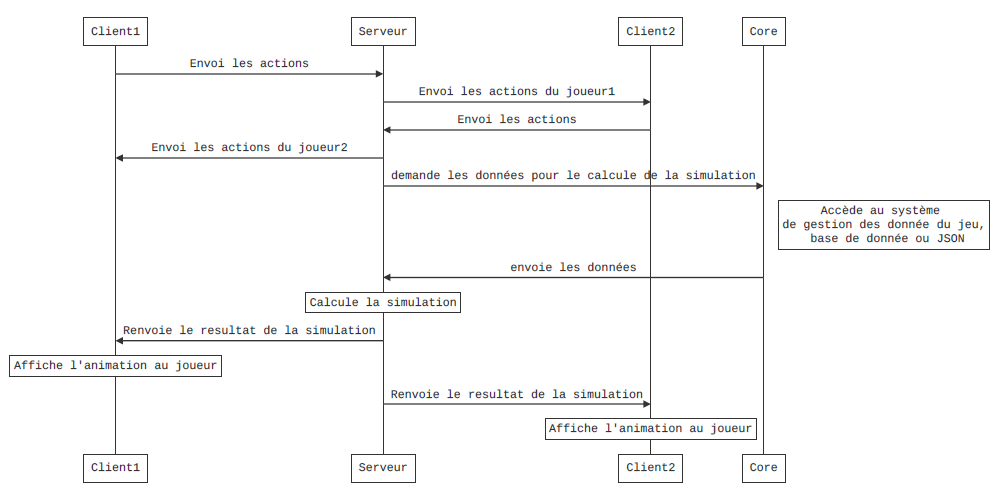 Client1
Serveur
Client2
Core
Envoi les actions
Envoi les actions du joueur1
Envoi les actions
Envoi les actions du joueur2
demande les données pour le calcule de la simulation
Accède au système
de gestion des donnée du jeu,
base de donnée ou JSON
envoie les données
Calcule la simulation
Renvoie le resultat de la simulation
Affiche l'animation au joueur
Renvoie le resultat de la simulation
Affiche l'animation au joueur
Client1
Serveur
Client2
Core